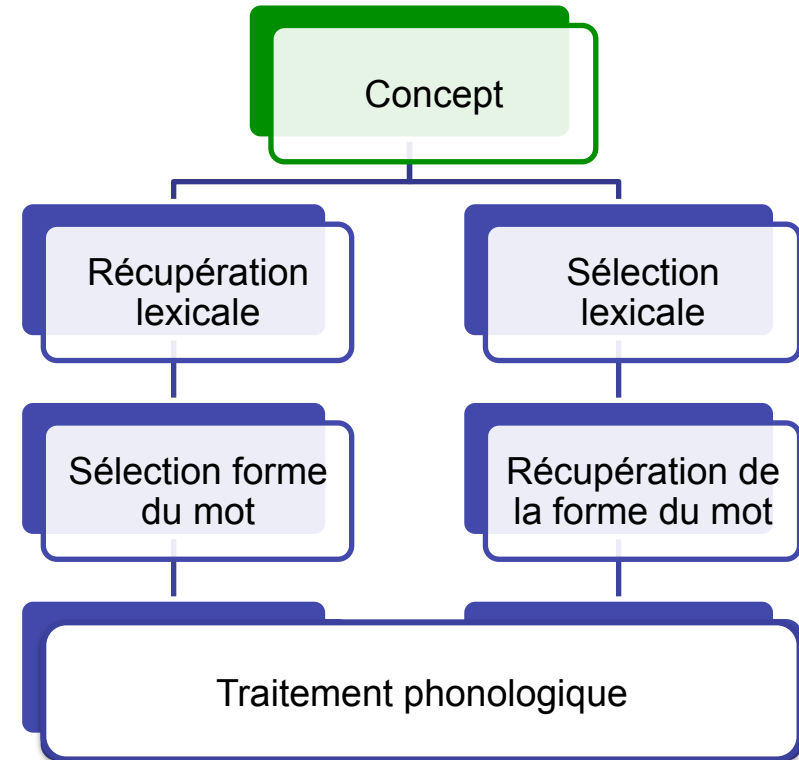 Concept
Récupération
lexicale
Sélection
lexicale
Sélection forme
du mot
Récupération de
la forme du mot
Traitement phonologique